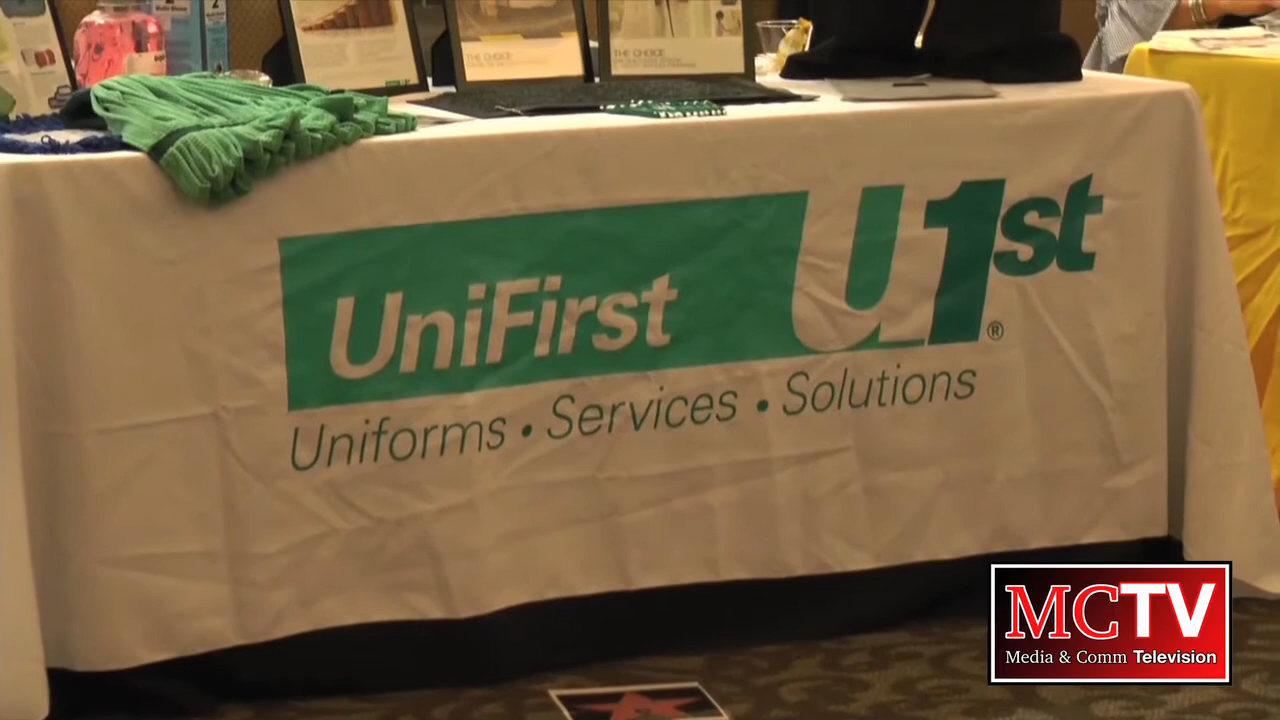 THE CHOICE
THE CHOICE
UniFirst
U1st
®
Uniforms • Services • Solutions
MCTV
Media & Comm Television